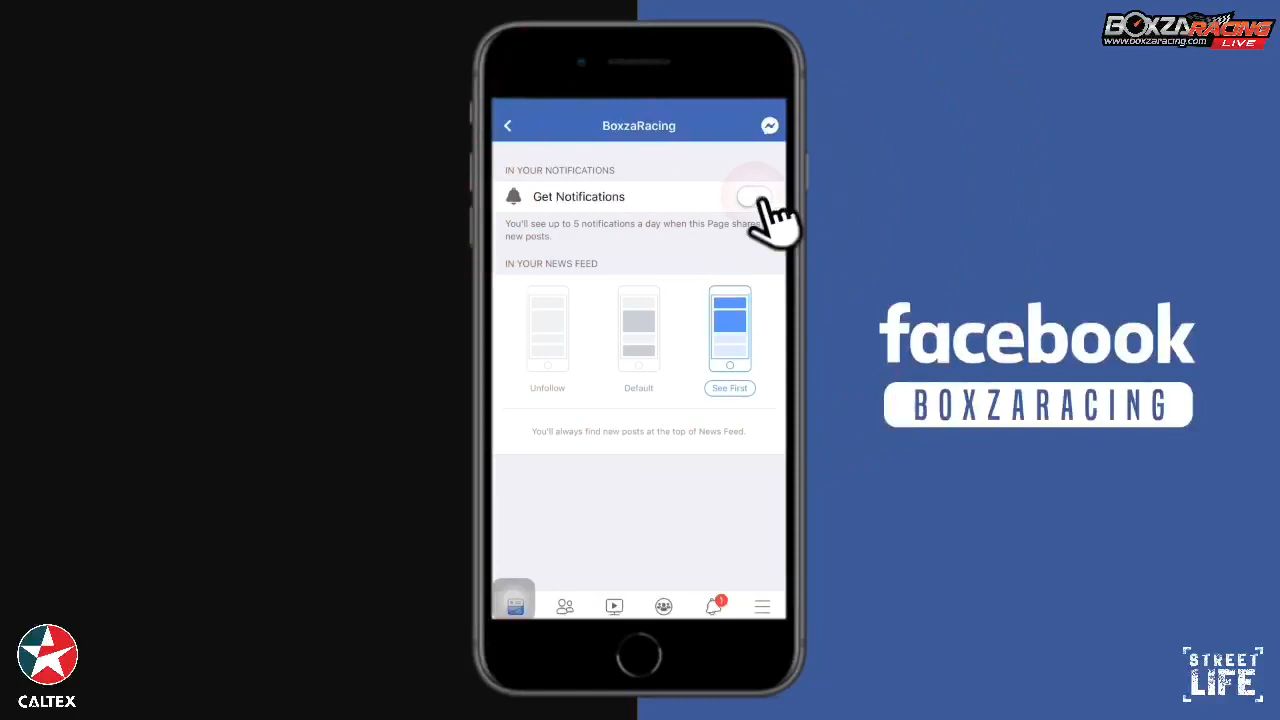 BOXZARACING
www.boxzaracing.com LIVE
BoxzaRacing
IN YOUR NOTIFICATIONS
Get Notifications
You'll see up to 5 notifications a day when this Page shares
new posts.
IN YOUR NEWS FEED
Unfollow Default See First
You'll always find new posts at the top of News Feed.
1
facebook
BOXZARACING
CALTEX
STREET
LIFE